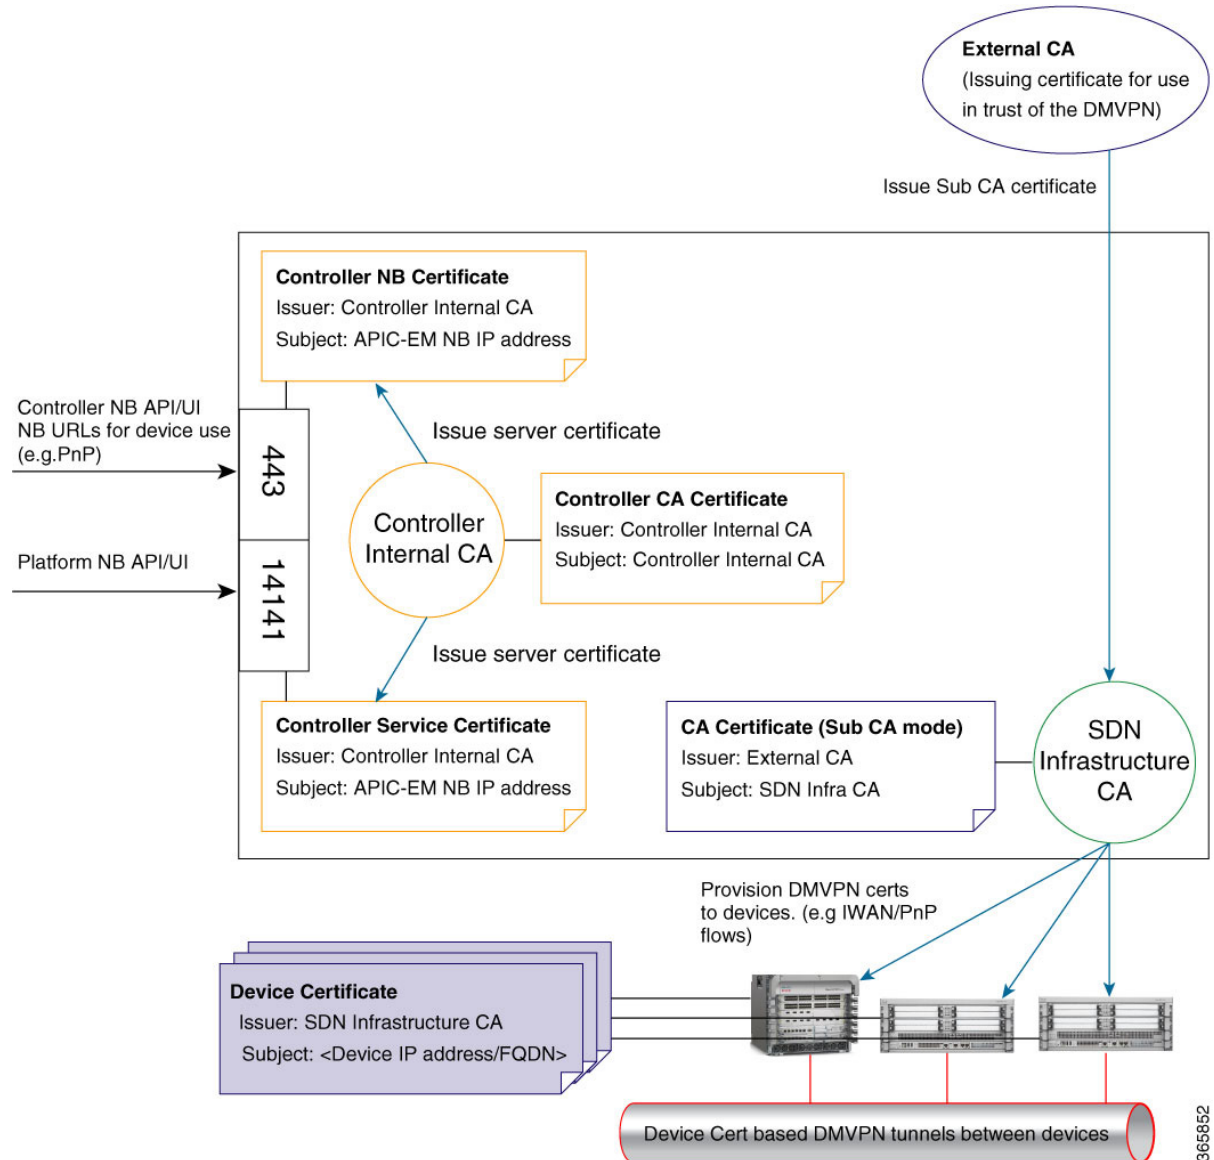 External CA
(Issuing certificate for use
in trust of the DMVPN)
Issue Sub CA certificate
Controller NB Certificate
Issuer: Controller Internal CA
Subject: APIC-EM NB IP address
Controller NB API/UI
NB URLs for device use
(e.g.PnP)
443
Issue server certificate
Controller
Internal CA
Controller CA Certificate
Issuer: Controller Internal CA
Subject: Controller Internal CA
Platform NB API/UI
14141
Issue server certificate
Controller Service Certificate
Issuer: Controller Internal CA
Subject: APIC-EM NB IP address
CA Certificate (Sub CA mode)
Issuer: External CA
Subject: SDN Infra CA
SDN
Infrastructure
CA
Provision DMVPN certs
to devices. (e.g IWAN/PnP
flows)
Device Certificate
Issuer: SDN Infrastructure CA
Subject: <Device IP address/FQDN>
Device Cert based DMVPN tunnels between devices
365852